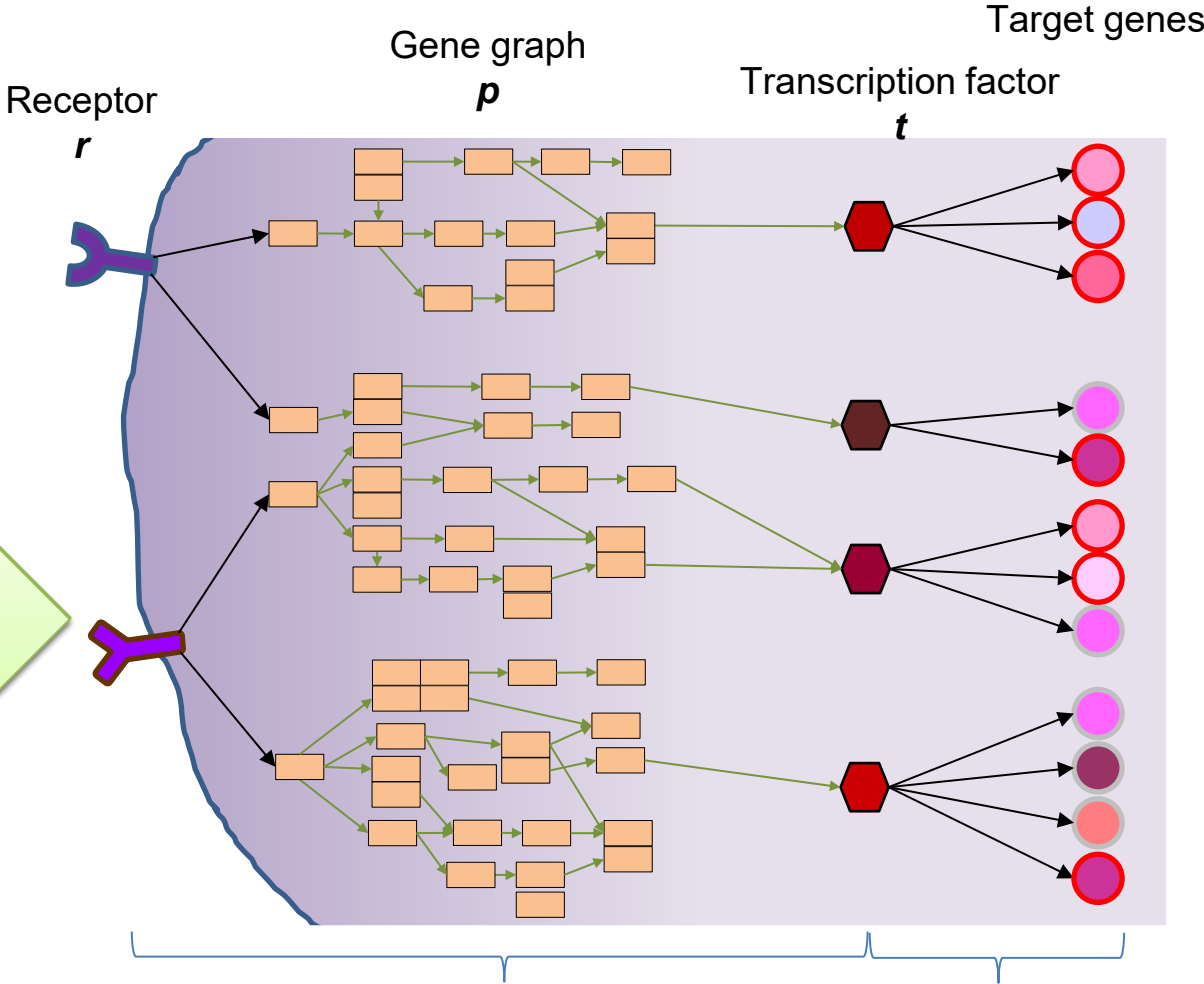 Target genes
Gene graph
p
Transcription factor
t
Receptor
r